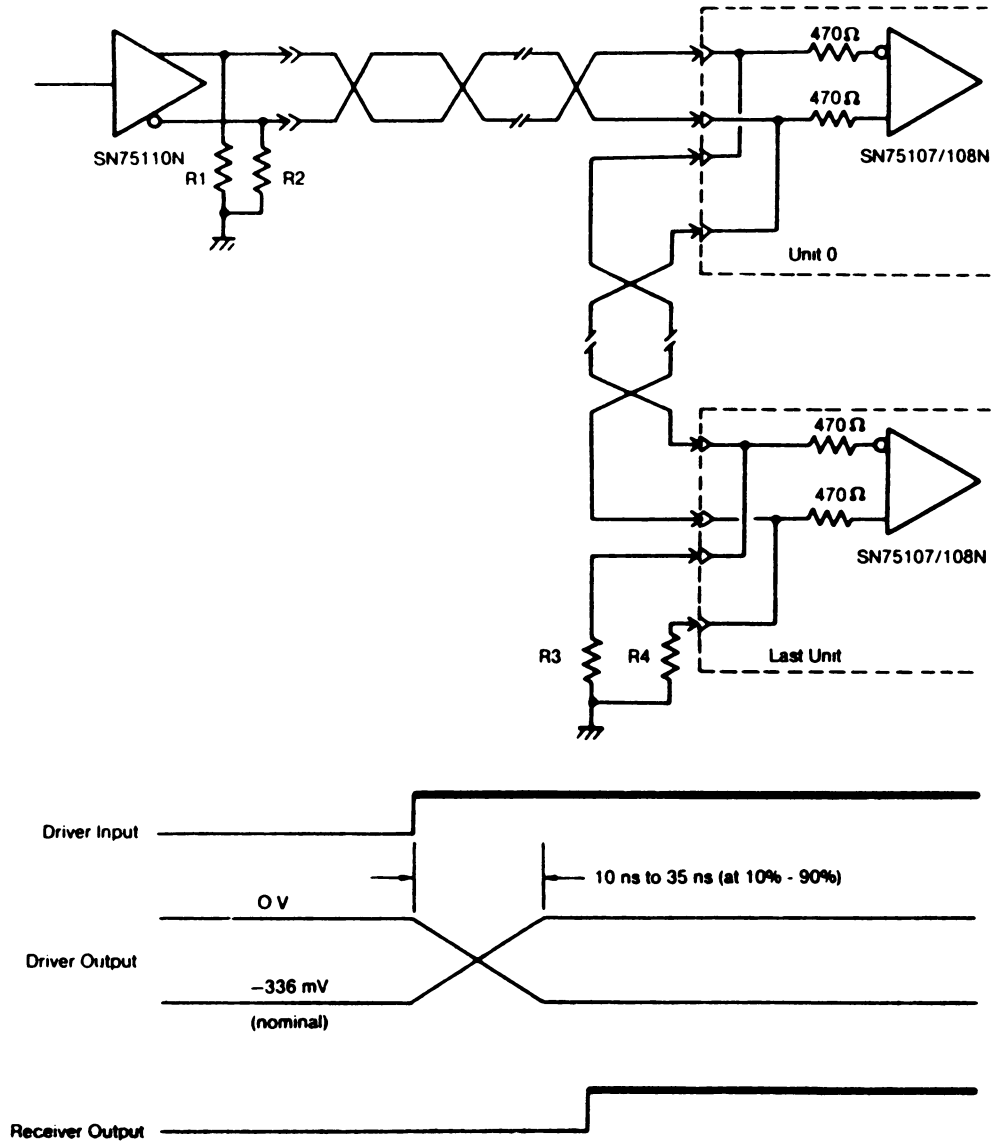 470Ω
470Ω
SN75110N
R1
R2
SN75107/108N
Unit 0
470Ω
470Ω
SN75107/108N
R3
R4
Last Unit
Driver Input
10 ns to 35 ns (at 10% - 90%)
O V
Driver Output
−336 mV
(nominal)
Receiver Output